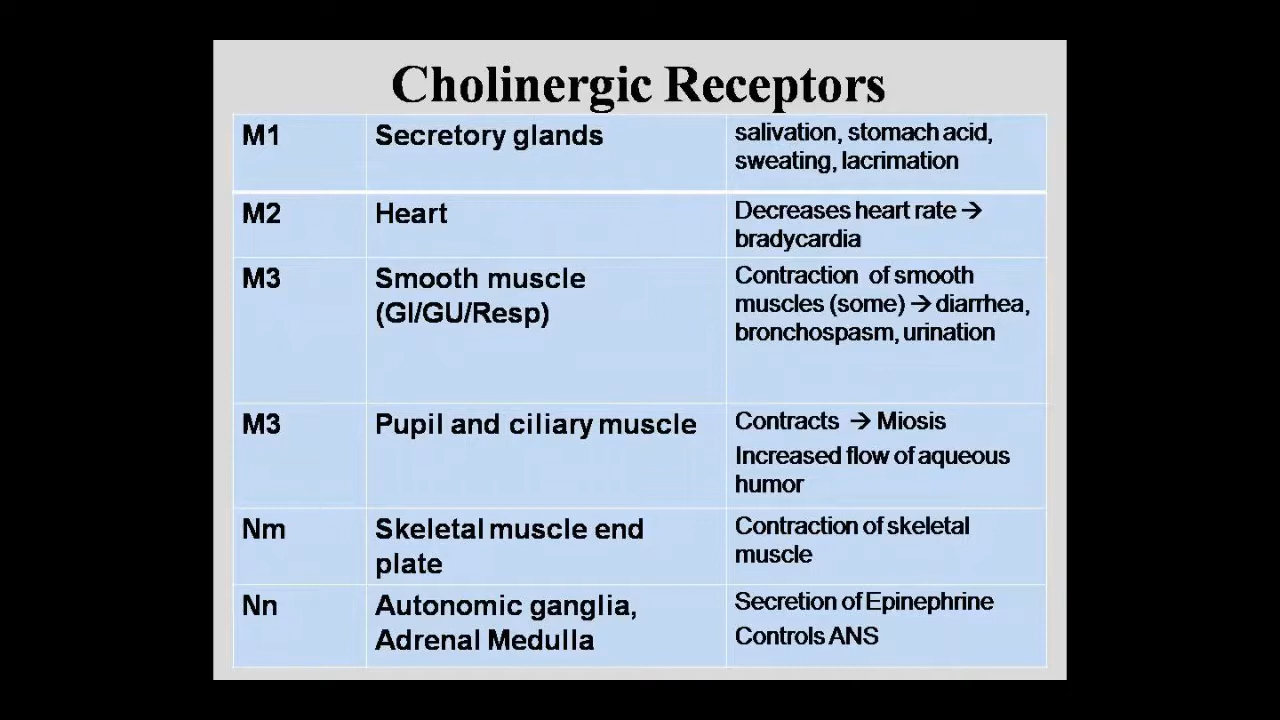 Cholinergic Receptors
M1
Secretory glands
salivation, stomach acid,
sweating, lacrimation
M2
Heart
Decreases heart rate →
bradycardia
M3
Smooth muscle
(GI/GU/Resp)
Contraction of smooth
muscles (some) → diarrhea,
bronchospasm, urination
M3
Pupil and ciliary muscle
Contracts → Miosis
Increased flow of aqueous
humor
Nm
Skeletal muscle end
plate
Contraction of skeletal
muscle
Nn
Autonomic ganglia,
Adrenal Medulla
Secretion of Epinephrine
Controls ANS